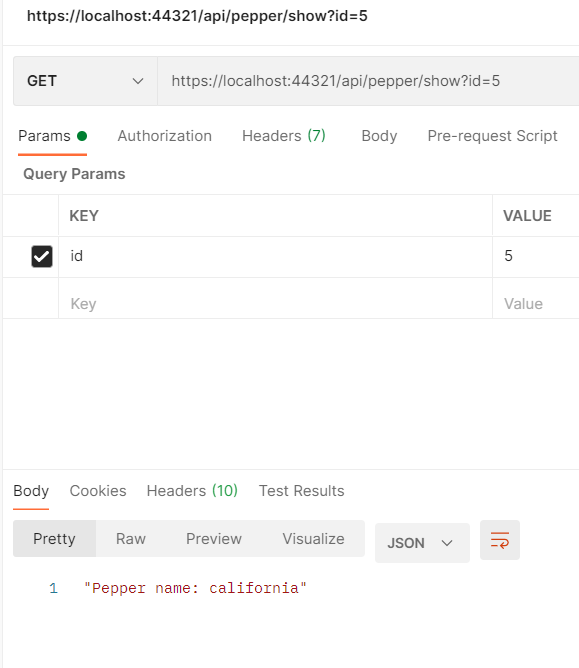 https://localhost:44321/api/pepper/show?id=5
GET https://localhost:44321/api/pepper/show?id=5
Params Authorization Headers (7) Body Pre-request Script
Query Params
KEY VALUE
id 5
Key Value
Body Cookies Headers (10) Test Results
Pretty Raw Preview Visualize JSON
1 "Pepper name: california"